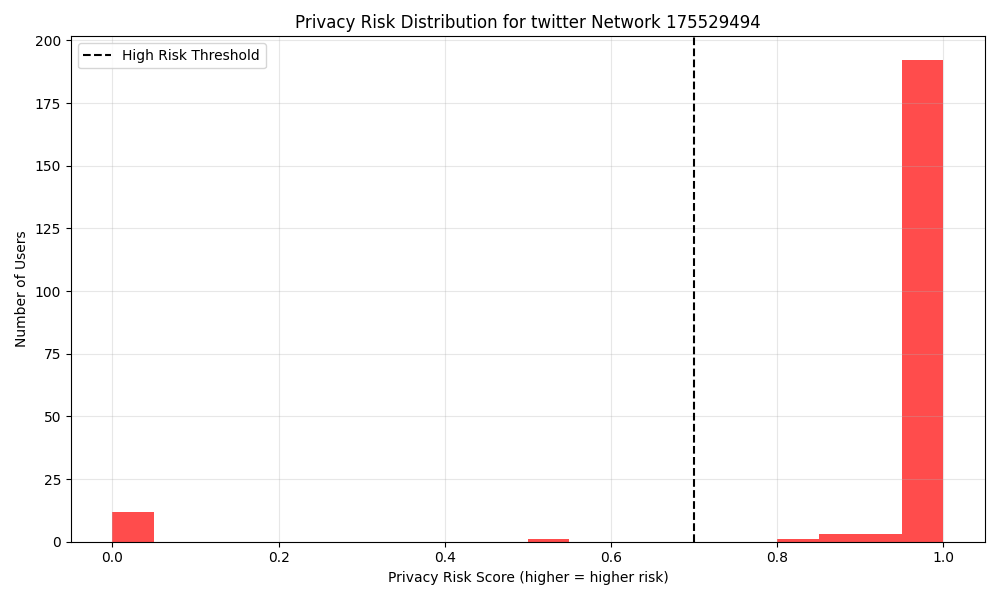 Privacy Risk Distribution for twitter Network 175529494
High Risk Threshold
Number of Users
200
175
150
125
100
75
50
25
0
0.0 0.2 0.4 0.6 0.8 1.0
Privacy Risk Score (higher = higher risk)